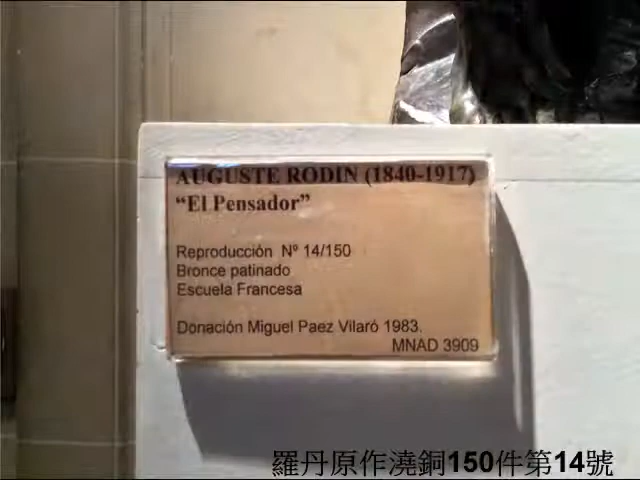 AUGUSTE RODIN (1840-1917)
“El Pensador”
Reproducción Nº 14/150
Bronce patinado
Escuela Francesa
Donación Miguel Paez Vilaró 1983.
MNAD 3909
羅丹原作澆銅150件第14號